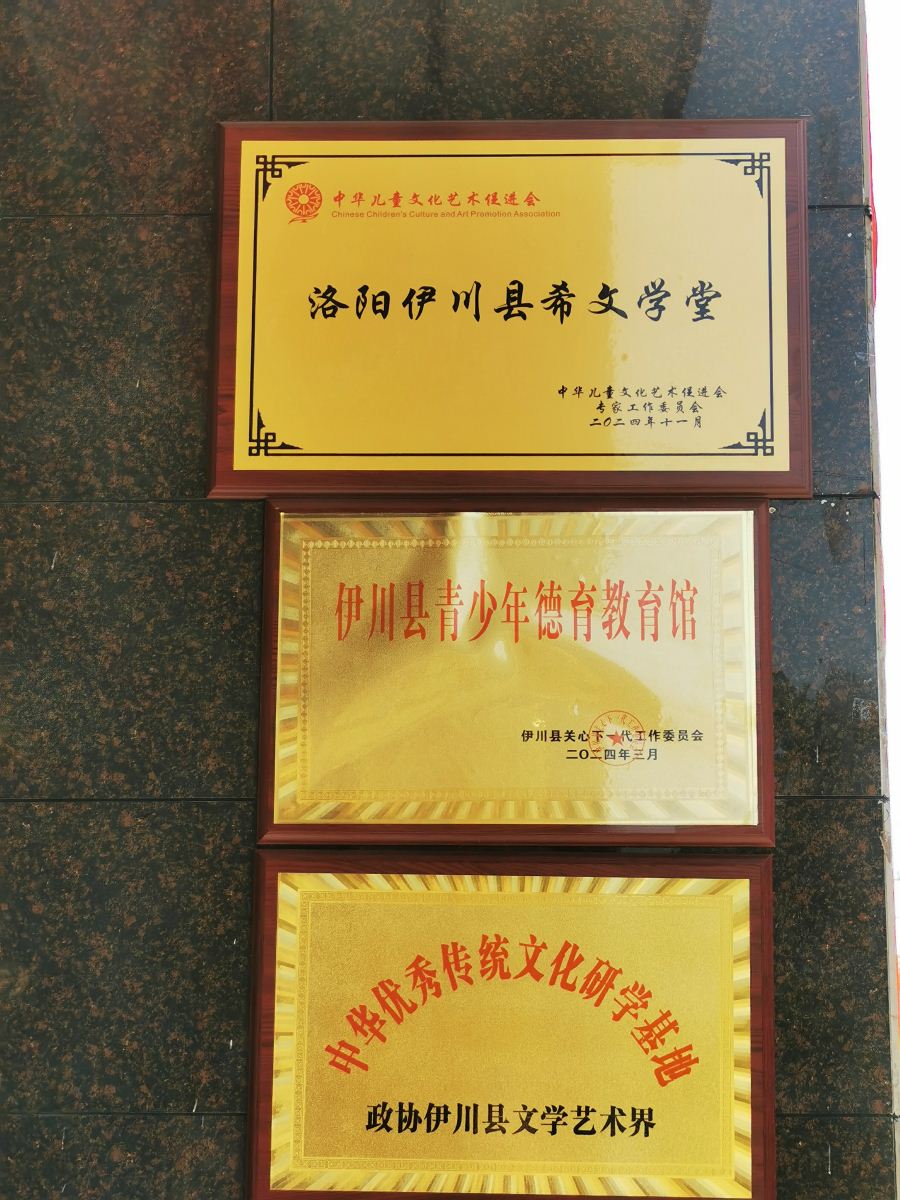 中华儿童文化艺术促进会
Chinese Children's Culture and Art Promotion Association
洛阳伊川县希文学堂
中华儿童文化艺术促进会
专家工作委员会
二〇二四年十一月
伊川县青少年德育教育馆
伊川县关心下一代工作委员会
二〇二四年三月
中华优秀传统文化研学基地
政协伊川县文学艺术界